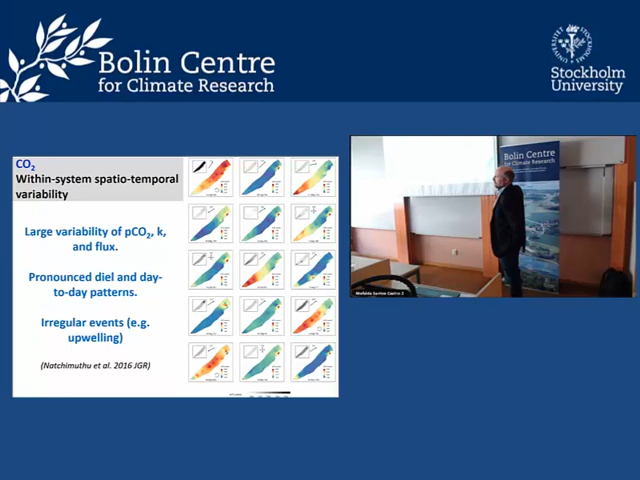 Bolin Centre
for Climate Research
Stockholm
University
CO₂
Within-system spatio-temporal
variability
Large variability of pCO₂, k,
and flux.
Pronounced diel and day-
to-day patterns.
Irregular events (e.g.
upwelling)
(Natchimuthu et al. 2016 JGR)
Bolin Centre
for Climate Research